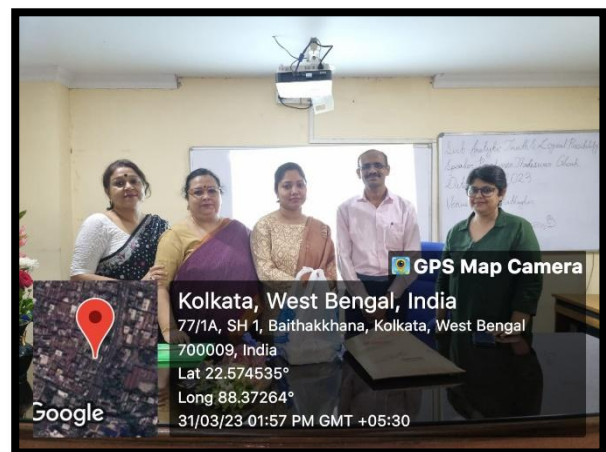 2023
GPS Map Camera
Kolkata, West Bengal, India
77/1A, SH 1, Baithakkhana, Kolkata, West Bengal
700009, India
Lat 22.574535°
Long 88.37264°
31/03/23 01:57 PM GMT +05:30
Google